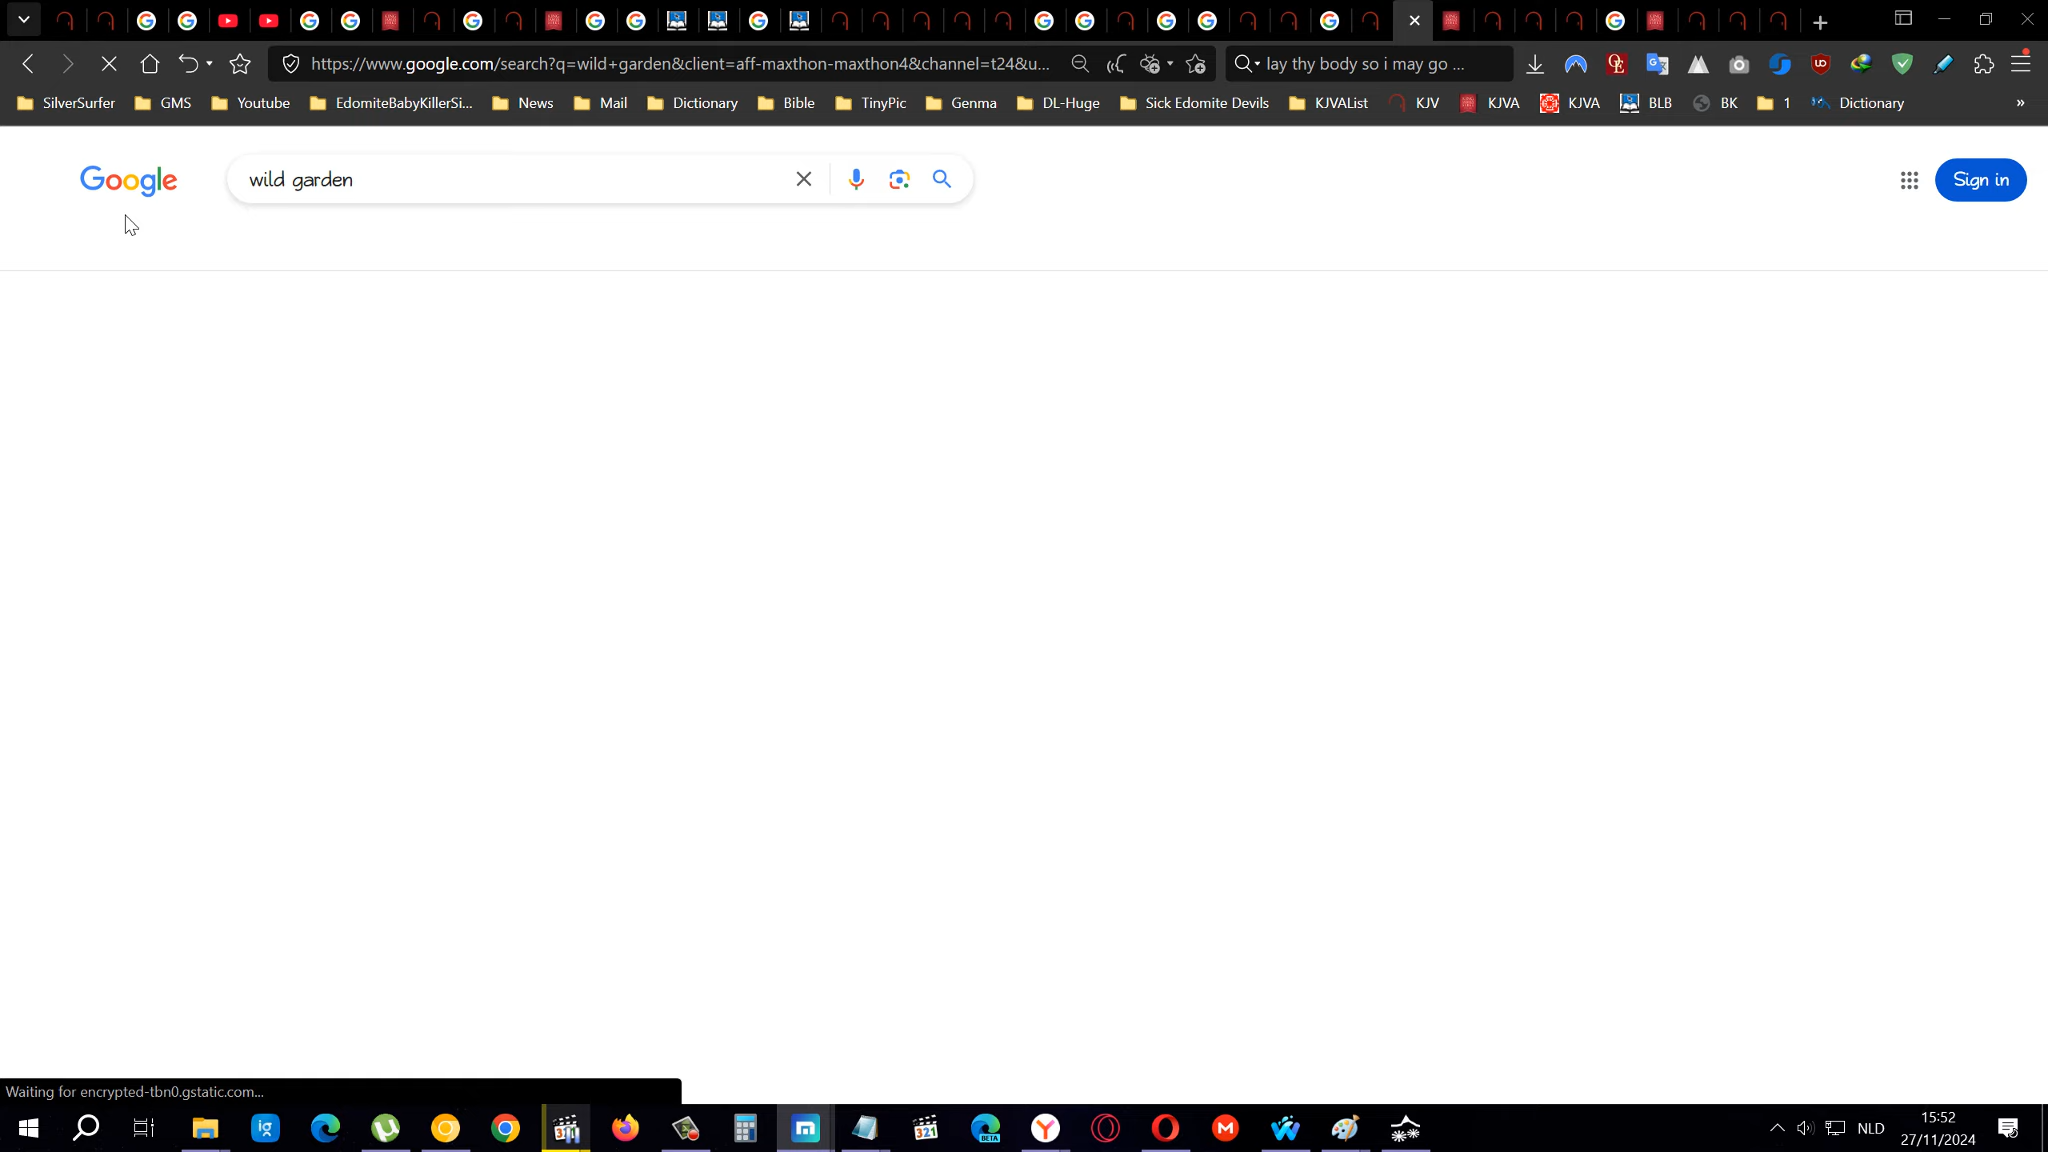 https://www.google.com/search?q=wild+garden&client=aff-maxthon-maxthon4&channel=t24&u...
lay thy body so i may go ...
SilverSurfer
GMS
Youtube
EdomiteBabyKillerSi...
News
Mail
Dictionary
Bible
TinyPic
Genma
DL-Huge
Sick Edomite Devils
KJVAList
KJV
KJVA
KJVA
BLB
BK
1
Dictionary
»
Google
wild garden
Sign in
Waiting for encrypted-tbn0.gstatic.com...
NLD
15:52
27/11/2024